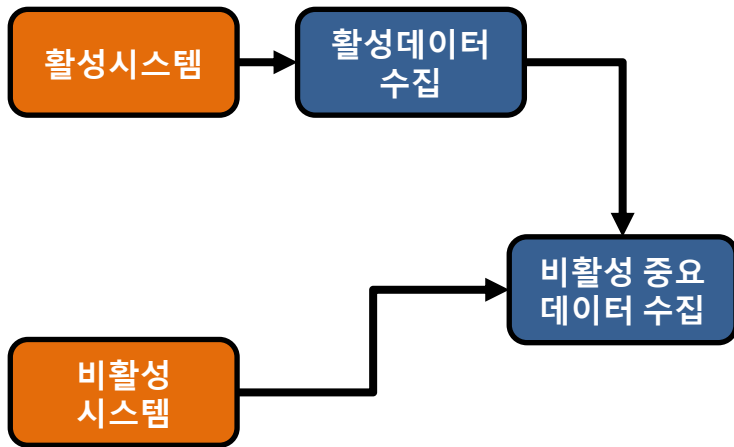 활성시스템
활성데이터
수집
비활성 중요
데이터 수집
비활성
시스템